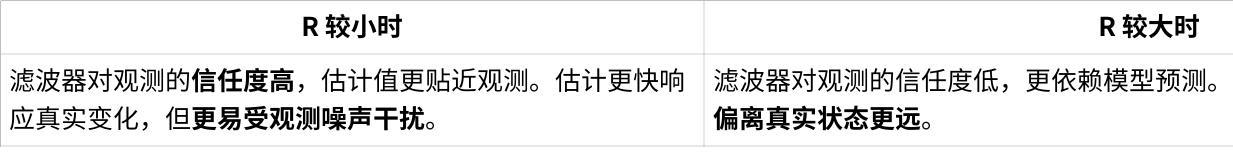 R 较小时
R 较大时
滤波器对观测的信任度高，估计值更贴近观测。估计更快响
应真实变化，但更易受观测噪声干扰。
滤波器对观测的信任度低，更依赖模型预测。
偏离真实状态更远。